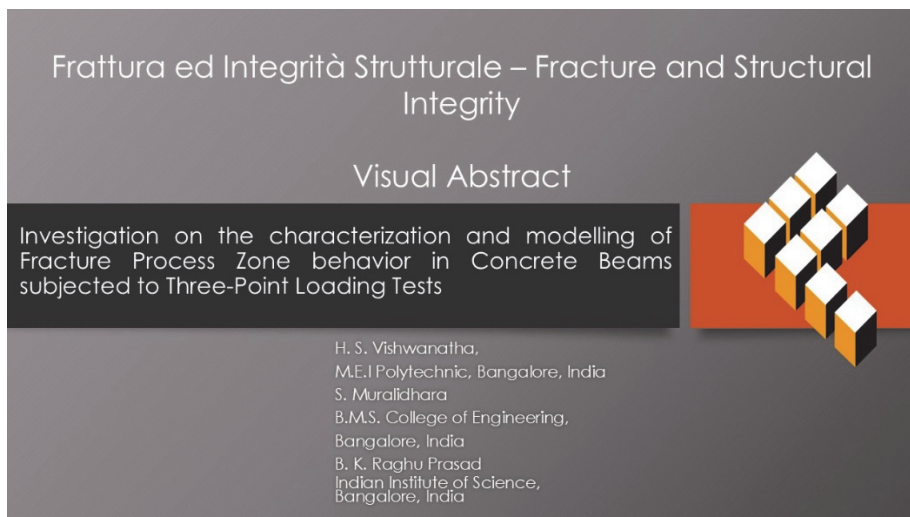 Frattura ed Integrità Strutturale – Fracture and Structural
Integrity
Visual Abstract
Investigation on the characterization and modelling of
Fracture Process Zone behavior in Concrete Beams
subjected to Three-Point Loading Tests
H. S. Vishwanatha,
M.E.I Polytechnic, Bangalore, India
S. Muralidhara
B.M.S. College of Engineering,
Bangalore, India
B. K. Raghu Prasad
Indian Institute of Science,
Bangalore, India